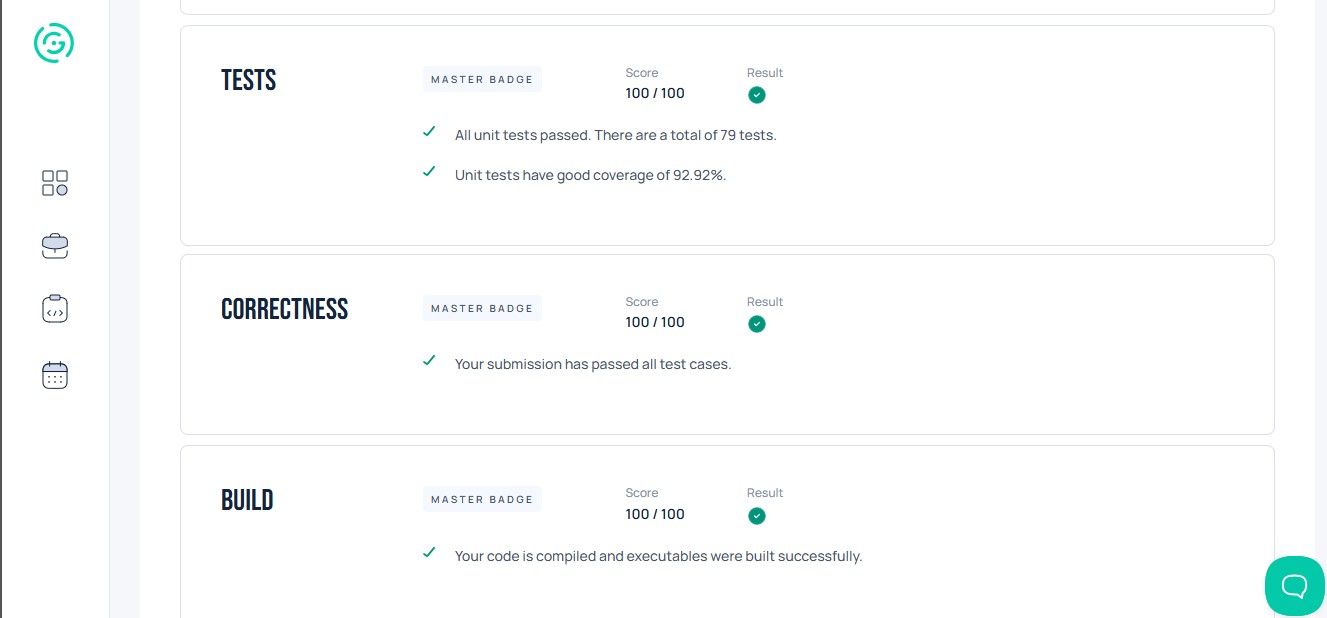 TESTS
MASTER BADGE
Score
100 / 100
Result
All unit tests passed. There are a total of 79 tests.
Unit tests have good coverage of 92.92%.
CORRECTNESS
MASTER BADGE
Score
100 / 100
Result
Your submission has passed all test cases.
BUILD
MASTER BADGE
Score
100 / 100
Result
Your code is compiled and executables were built successfully.